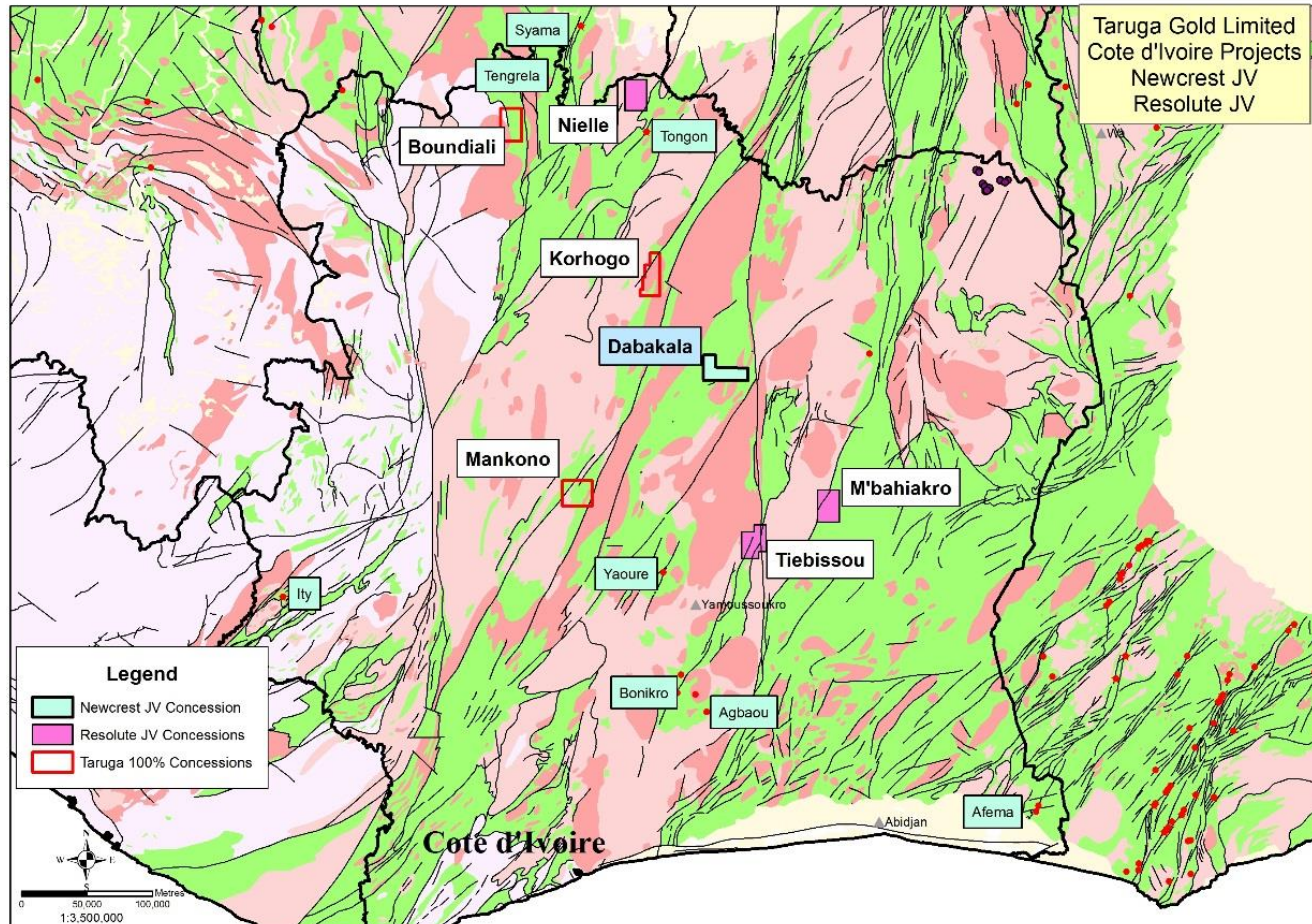 Taruga Gold Limited
Cote d'Ivoire Projects
Newcrest JV
Resolute JV
Syama
Tengrela
Boundiali
Nielle
Tongon
Wa
Korhogo
Dabakala
Mankono
M'bahiakro
Tiebissou
Yaoure
Yamoussoukro
Ity
Bonikro
Agbaou
Afema
Abidjan
Cote d'Ivoire
Legend
Newcrest JV Concession
Resolute JV Concessions
Taruga 100% Concessions
N
W E
S
Metres
0 50,000 100,000
1:3,500,000